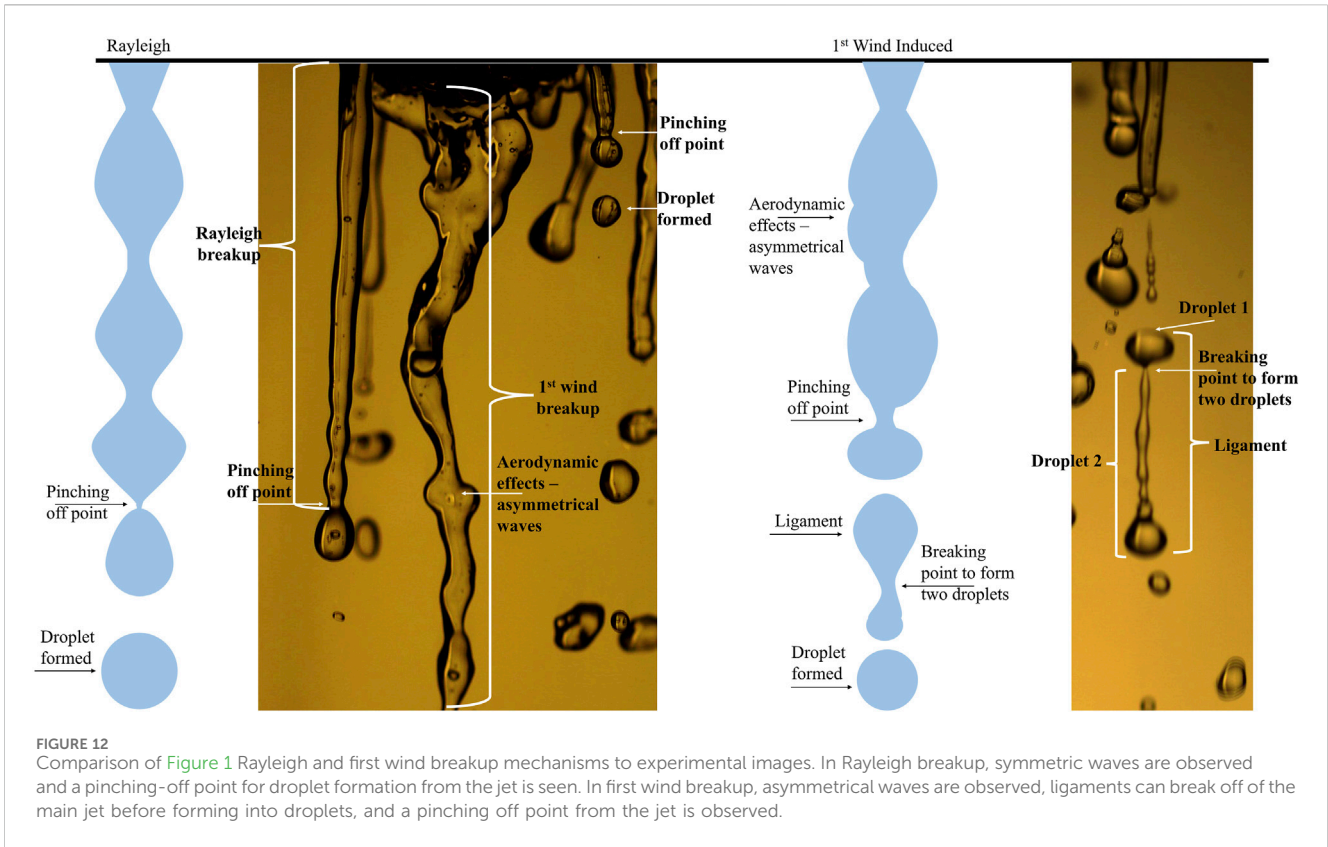 Rayleigh
1st Wind Induced
Pinching
off point
Droplet
formed
Rayleigh
breakup
1st wind
breakup
Pinching
off point
Aerodynamic
effects –
asymmetrical
waves
Pinching
off point
Droplet
formed
Aerodynamic
effects –
asymmetrical
waves
Pinching
off point
Ligament
Breaking
point to form
two droplets
Droplet
formed
Droplet 1
Breaking
point to form
two droplets
Ligament
Droplet 2
FIGURE 12
Comparison of Figure 1 Rayleigh and first wind breakup mechanisms to experimental images. In Rayleigh breakup, symmetric waves are observed
and a pinching-off point for droplet formation from the jet is seen. In first wind breakup, asymmetrical waves are observed, ligaments can break off of the
main jet before forming into droplets, and a pinching off point from the jet is observed.